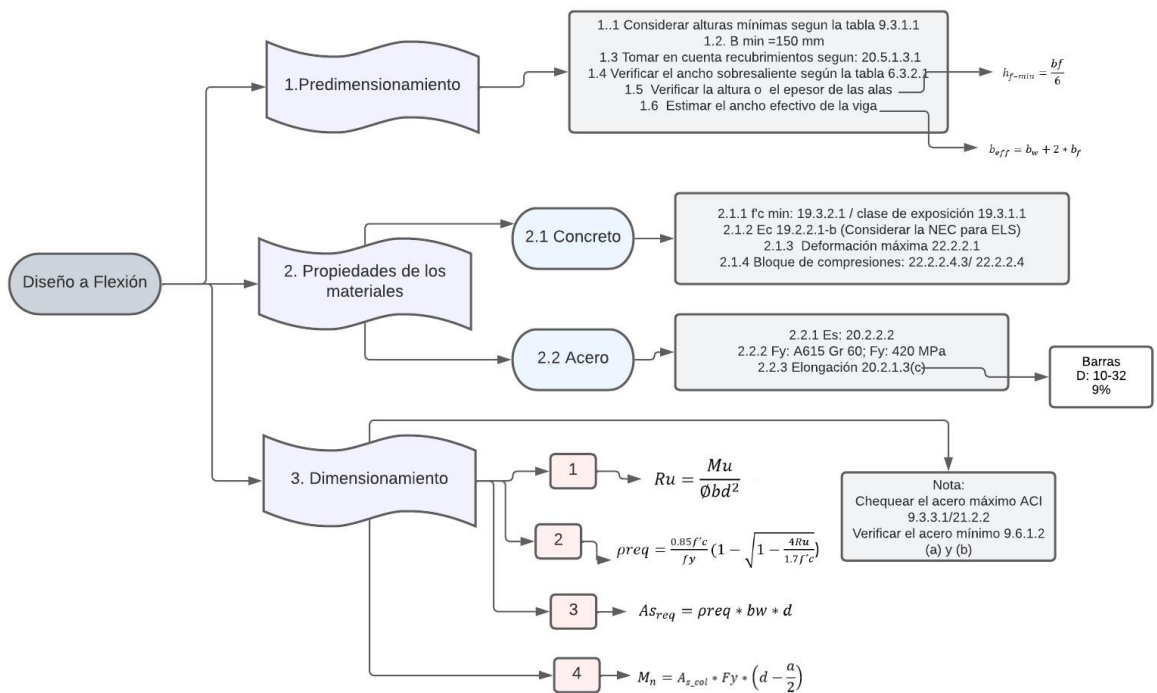 Diseño a Flexión
1.Predimensionamiento
1..1 Considerar alturas mínimas segun la tabla 9.3.1.1
1.2. B min =150 mm
1.3 Tomar en cuenta recubrimientos segun: 20.5.1.3.1
1.4 Verificar el ancho sobresaliente según la tabla 6.3.2.1
1.5 Verificar la altura o el epesor de las alas
1.6 Estimar el ancho efectivo de la viga
h_{f-min} = bf/6
b_{eff} = b_w + 2 * b_f
2. Propiedades de los
materiales
2.1 Concreto
2.1.1 f'c min: 19.3.2.1 / clase de exposición 19.3.1.1
2.1.2 Ec 19.2.2.1-b (Considerar la NEC para ELS)
2.1.3 Deformación máxima 22.2.2.1
2.1.4 Bloque de compresiones: 22.2.2.4.3/ 22.2.2.4
2.2 Acero
2.2.1 Es: 20.2.2.2
2.2.2 Fy: A615 Gr 60; Fy: 420 MPa
2.2.3 Elongación 20.2.1.3(c)
Barras
D: 10-32
9%
3. Dimensionamiento
1
Ru = Mu/Øbd²
2
ρreq = 0.85f´c/fy (1 − √(1 − 4Ru/1.7f´c))
3
As_{req} = ρreq * bw * d
4
M_n = A_{s_col} * Fy * (d − a/2)
Nota:
Chequear el acero máximo ACI
9.3.3.1/21.2.2
Verificar el acero mínimo 9.6.1.2
(a) y (b)